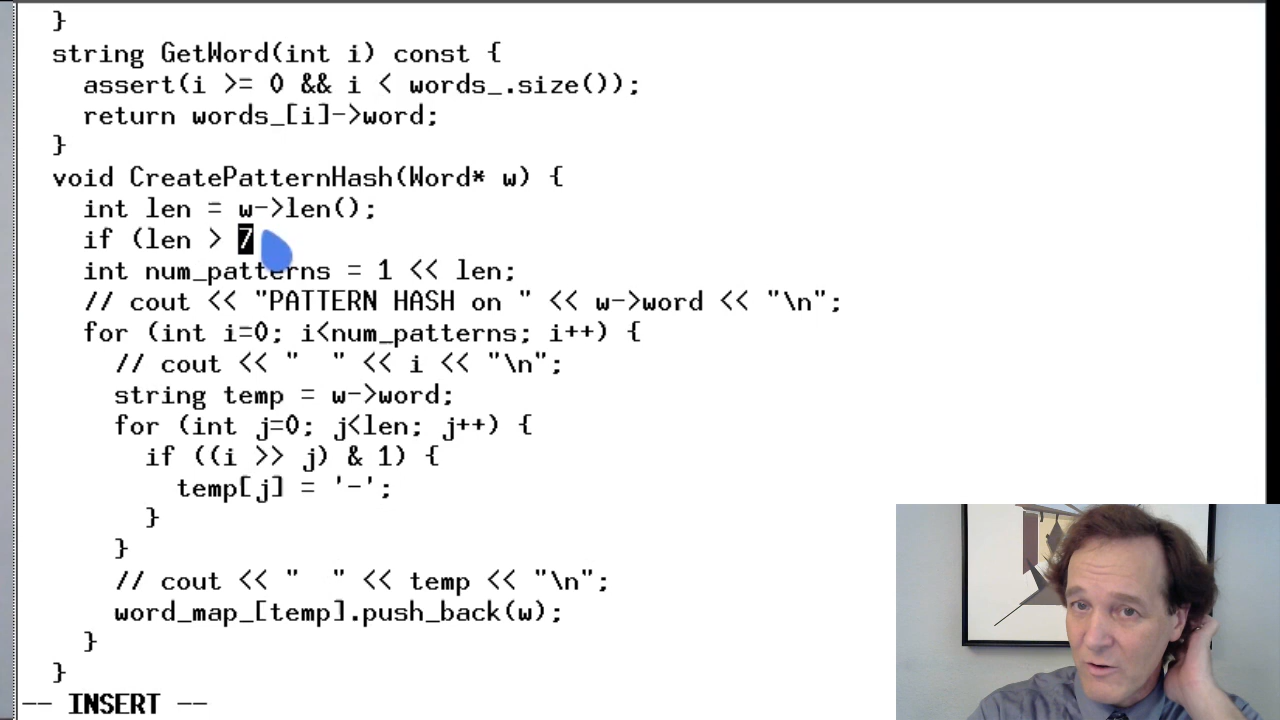 }
string GetWord(int i) const {
assert(i >= 0 && i < words_.size());
return words_[i]->word;
}
void CreatePatternHash(Word* w) {
int len = w->len();
if (len > 7
int num_patterns = 1 << len;
// cout << "PATTERN HASH on " << w->word << "\n";
for (int i=0; i<num_patterns; i++) {
// cout << "  " << i << "\n";
string temp = w->word;
for (int j=0; j<len; j++) {
if ((i >> j) & 1) {
temp[j] = '-';
}
}
// cout << "  " << temp << "\n";
word_map_[temp].push_back(w);
}
}
-- INSERT --